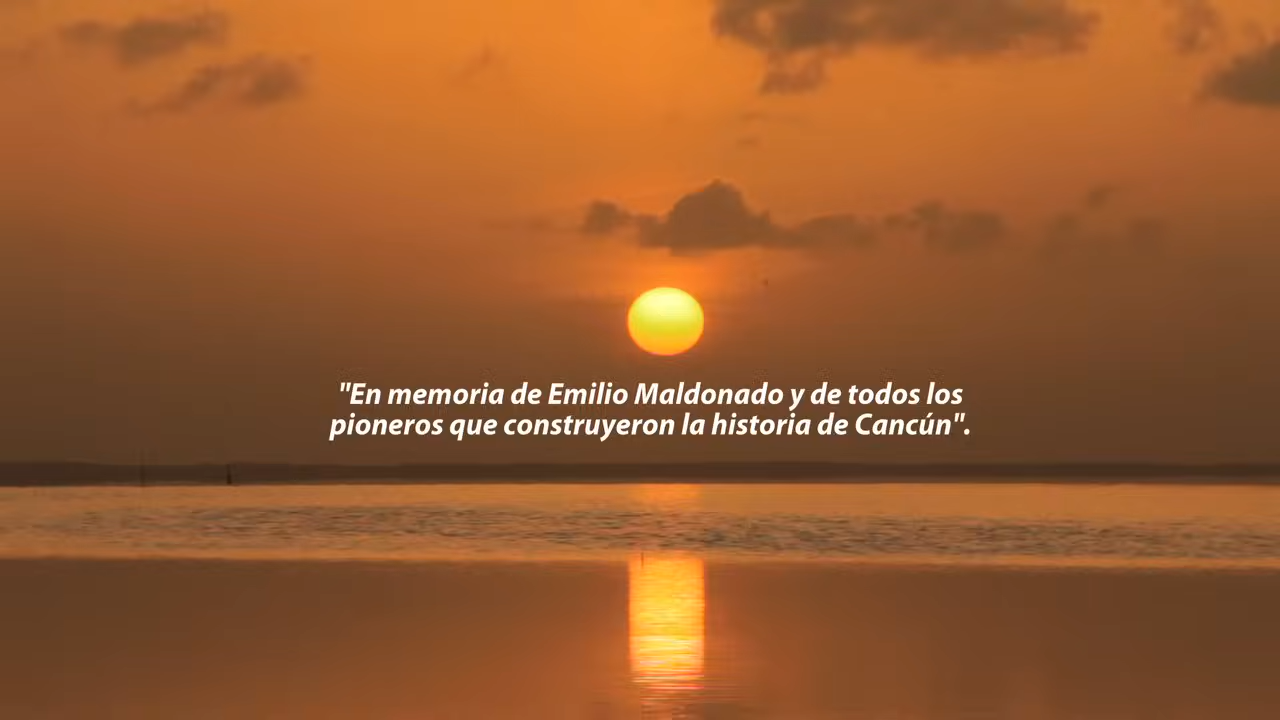 "En memoria de Emilio Maldonado y de todos los
pioneros que construyeron la historia de Cancún".